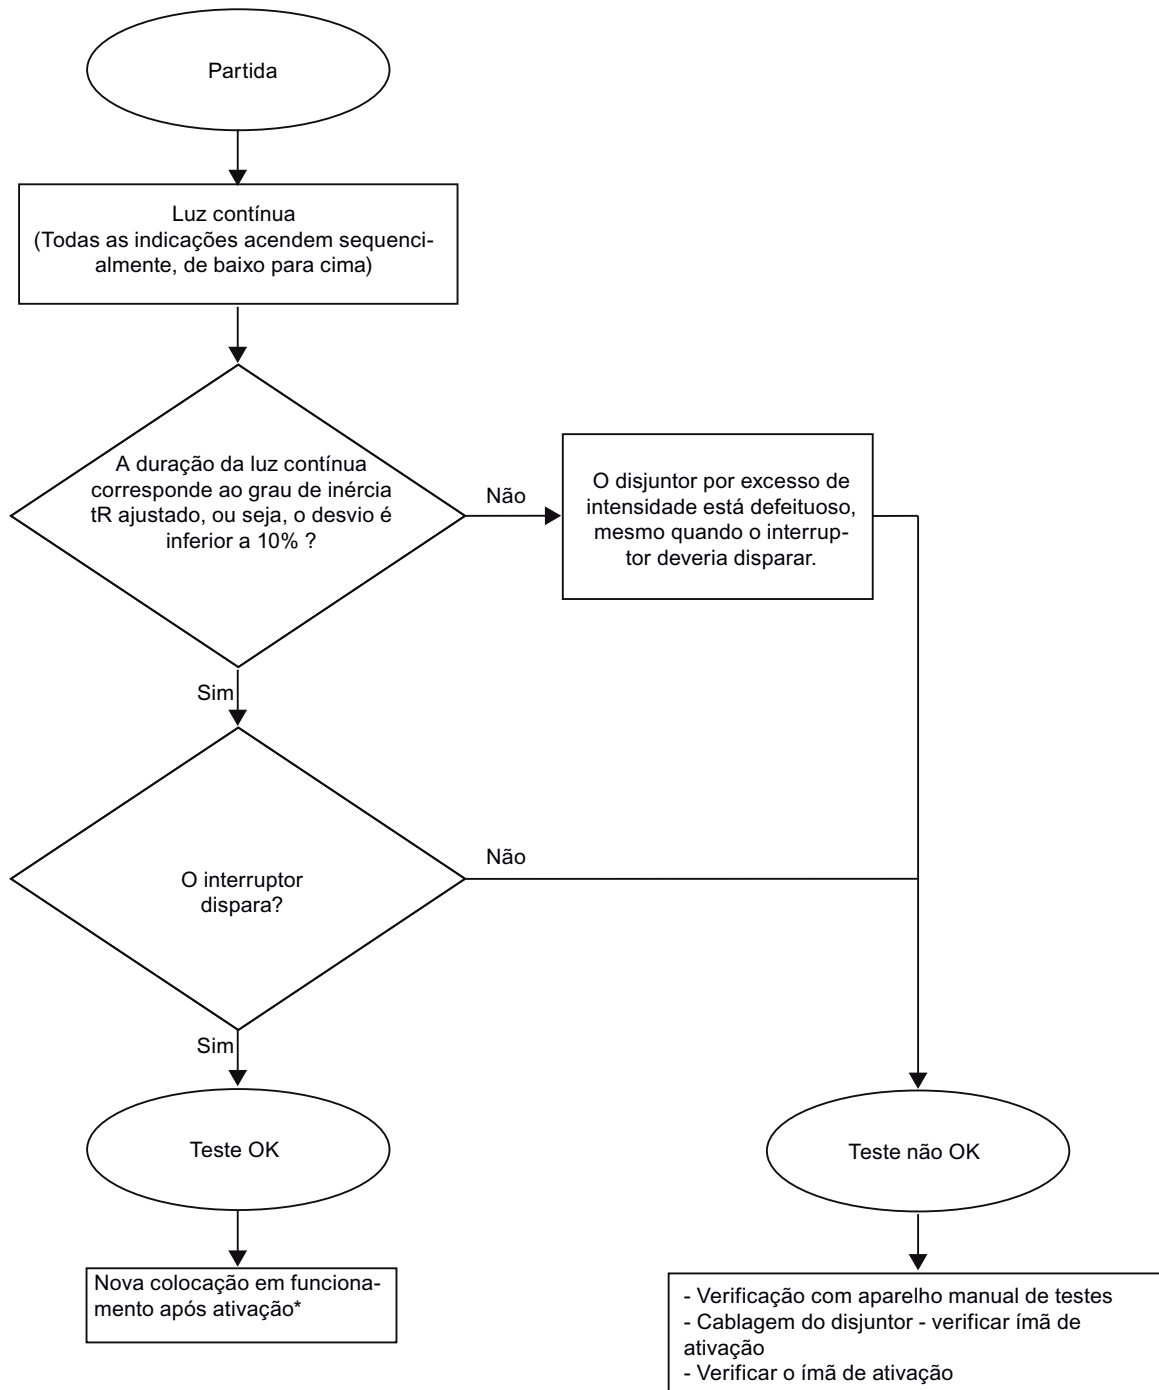 Partida
Luz contínua
(Todas as indicações acendem sequenci-
almente, de baixo para cima)
A duração da luz contínua
corresponde ao grau de inércia
tR ajustado, ou seja, o desvio é
inferior a 10% ?
Não
O disjuntor por excesso de
intensidade está defeituoso,
mesmo quando o interrup-
tor deveria disparar.
Sim
O interruptor
dispara?
Não
Sim
Teste OK
Teste não OK
Nova colocação em funciona-
mento após ativação*
- Verificação com aparelho manual de testes
- Cablagem do disjuntor - verificar ímã de
ativação
- Verificar o ímã de ativação